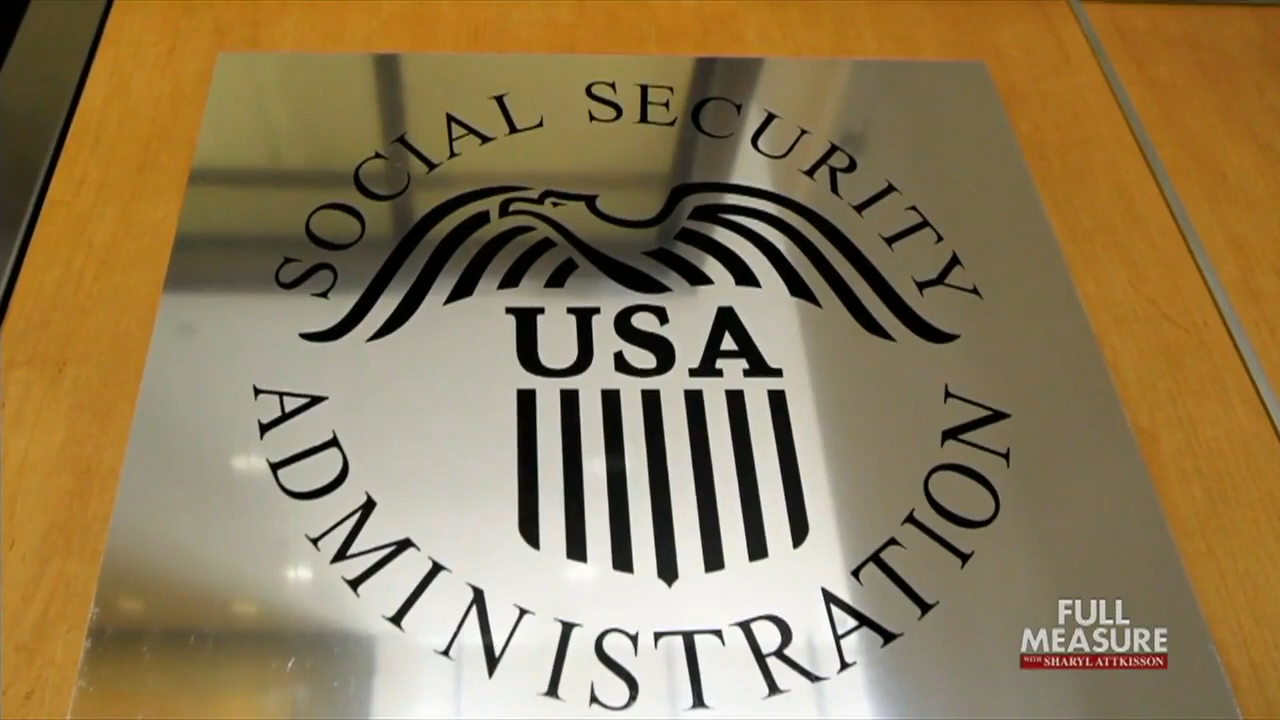 SOCIAL SECURITY
USA
ADMINISTRATION
FULL
MEASURE
WITH SHARYL ATTKISSON